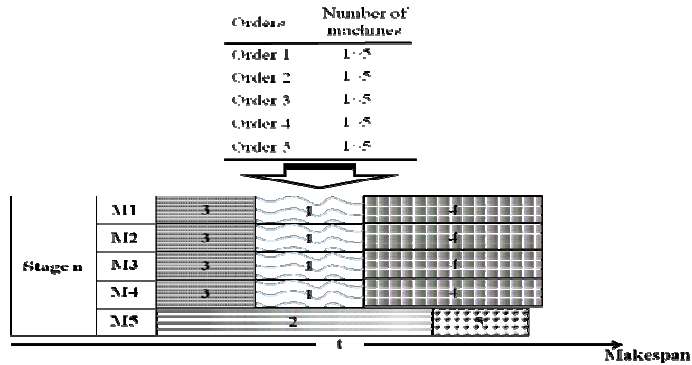 Orders Number of machines
Order 1 1~5
Order 2 1~5
Order 3 1~5
Order 4 1~5
Order 5 1~5
M1 3 1 4
M2 3 1 4
M3 3 1 4
Stage n
M4 3 1 4
M5 2 5
t
Makespan